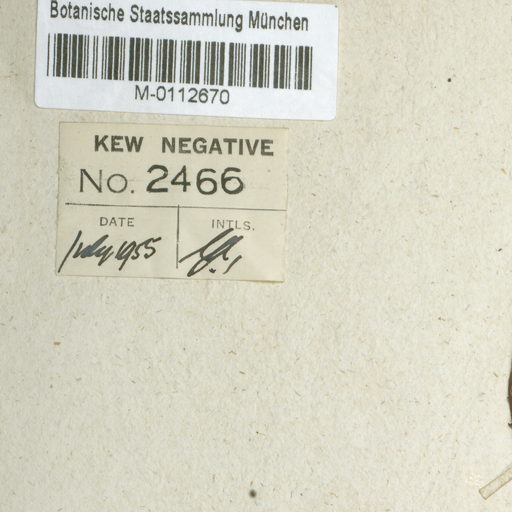 Botanische Staatssammlung München
M-0112670
KEW NEGATIVE
No. 2466
DATE
INTLS.
July 1955